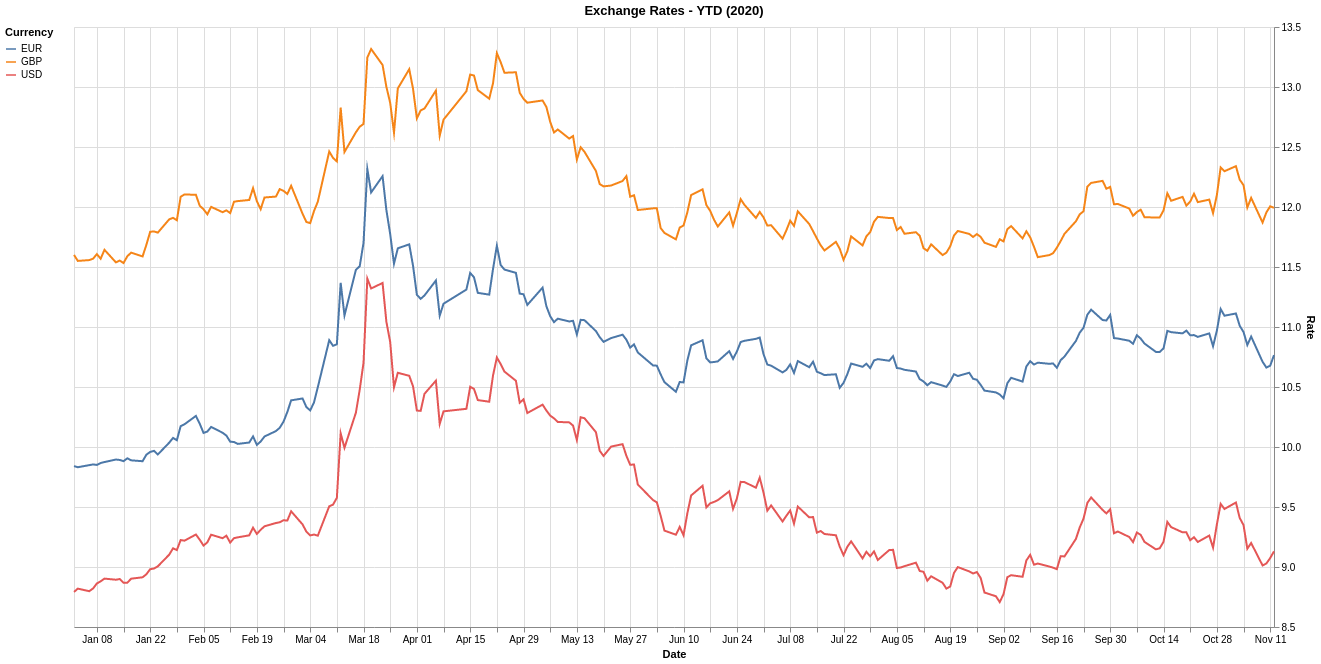 Exchange Rates - YTD (2020)
Currency
EUR
GBP
USD
13.5
13.0
12.5
12.0
11.5
11.0
10.5
10.0
9.5
9.0
8.5
Rate
Jan 08 Jan 22 Feb 05 Feb 19 Mar 04 Mar 18 Apr 01 Apr 15 Apr 29 May 13 May 27 Jun 10 Jun 24 Jul 08 Jul 22 Aug 05 Aug 19 Sep 02 Sep 16 Sep 30 Oct 14 Oct 28 Nov 11
Date